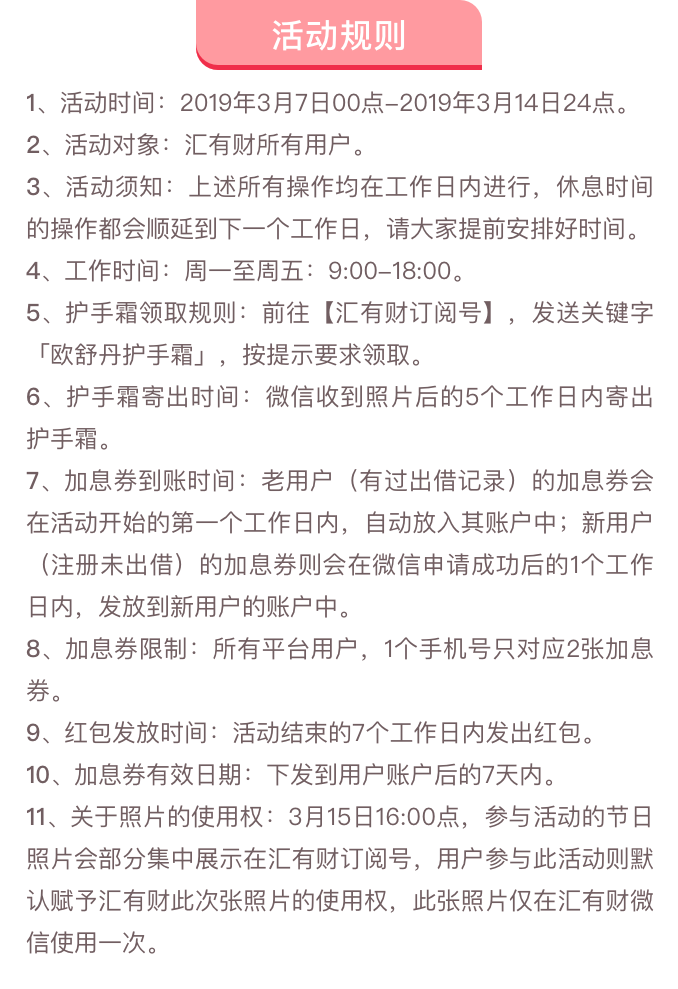 活动规则
1、活动时间：2019年3月7日00点–2019年3月14日24点。
2、活动对象：汇有财所有用户。
3、活动须知：上述所有操作均在工作日内进行，休息时间
的操作都会顺延到下一个工作日，请大家提前安排好时间。
4、工作时间：周一至周五：9:00–18:00。
5、护手霜领取规则：前往【汇有财订阅号】，发送关键字
「欧舒丹护手霜」，按提示要求领取。
6、护手霜寄出时间：微信收到照片后的5个工作日内寄出
护手霜。
7、加息券到账时间：老用户（有过出借记录）的加息券会
在活动开始的第一个工作日内，自动放入其账户中；新用户
（注册未出借）的加息券则会在微信申请成功后的1个工作
日内，发放到新用户的账户中。
8、加息券限制：所有平台用户，1个手机号只对应2张加息
券。
9、红包发放时间：活动结束的7个工作日内发出红包。
10、加息券有效日期：下发到用户账户后的7天内。
11、关于照片的使用权：3月15日16:00点，参与活动的节日
照片会部分集中展示在汇有财订阅号，用户参与此活动则默
认赋予汇有财此次张照片的使用权，此张照片仅在汇有财微
信使用一次。